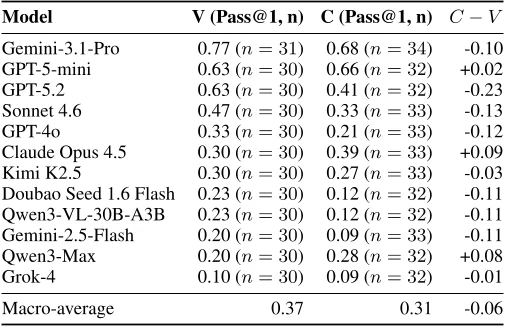 Model V (Pass@1, n) C (Pass@1, n) C − V
Gemini-3.1-Pro 0.77 (n = 31) 0.68 (n = 34) -0.10
GPT-5-mini 0.63 (n = 30) 0.66 (n = 32) +0.02
GPT-5.2 0.63 (n = 30) 0.41 (n = 32) -0.23
Sonnet 4.6 0.47 (n = 30) 0.33 (n = 33) -0.13
GPT-4o 0.33 (n = 30) 0.21 (n = 33) -0.12
Claude Opus 4.5 0.30 (n = 30) 0.39 (n = 33) +0.09
Kimi K2.5 0.30 (n = 30) 0.27 (n = 33) -0.03
Doubao Seed 1.6 Flash 0.23 (n = 30) 0.12 (n = 32) -0.11
Qwen3-VL-30B-A3B 0.23 (n = 30) 0.12 (n = 32) -0.11
Gemini-2.5-Flash 0.20 (n = 30) 0.09 (n = 33) -0.11
Qwen3-Max 0.20 (n = 30) 0.28 (n = 32) +0.08
Grok-4 0.10 (n = 30) 0.09 (n = 32) -0.01
Macro-average 0.37 0.31 -0.06